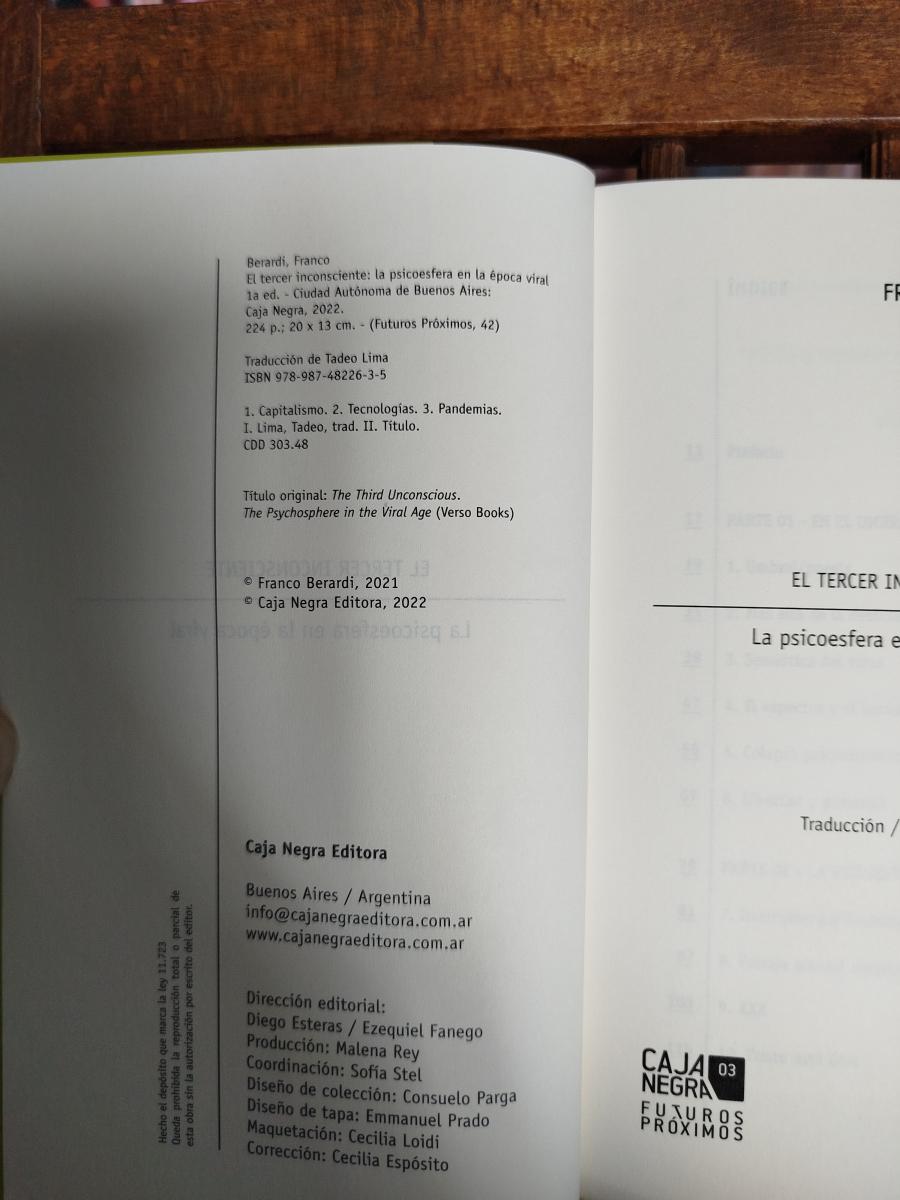 Berardi, Franco
El tercer inconsciente: la psicoesfera en la época viral
1a ed. - Ciudad Autónoma de Buenos Aires:
Caja Negra, 2022.
224 p.; 20 x 13 cm. - (Futuros Próximos, 42)
Traducción de Tadeo Lima
ISBN 978-987-48226-3-5
1. Capitalismo. 2. Tecnologías. 3. Pandemias.
I. Lima, Tadeo, trad. II. Título.
CDD 303.48
Título original: The Third Unconscious.
The Psychosphere in the Viral Age (Verso Books)
© Franco Berardi, 2021
© Caja Negra Editora, 2022
Caja Negra Editora
Buenos Aires / Argentina
info@cajanegraeditora.com.ar
www.cajanegraeditora.com.ar
Dirección editorial:
Diego Esteras / Ezequiel Fanego
Producción: Malena Rey
Coordinación: Sofía Stel
Diseño de colección: Consuelo Parga
Diseño de tapa: Emmanuel Prado
Maquetación: Cecilia Loidi
Corrección: Cecilia Espósito
Hecho el depósito que marca la ley 11.723
Queda prohibida la reproducción total o parcial de
esta obra sin la autorización por escrito del editor.
FR
EL TERCER IN
La psicoesfera e
Traducción /
CAJA
NEGRA
03
FUTUROS
PRÓXIMOS